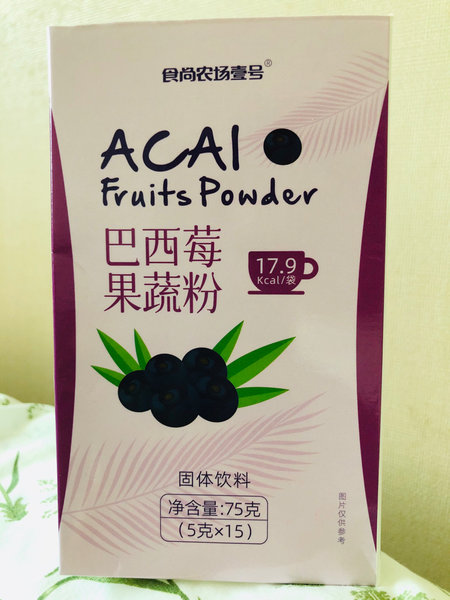 食尚农场壹号®
ACAI
Fruits Powder
巴西莓
果蔬粉
17.9
Kcal/袋
固体饮料
净含量:75克
(5克×15)
图片仅供参考